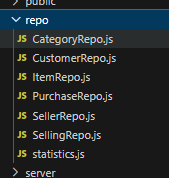 public
repo
JS CategoryRepo.js
JS CustomerRepo.js
JS ItemRepo.js
JS PurchaseRepo.js
JS SellerRepo.js
JS SellingRepo.js
JS statistics.js
server